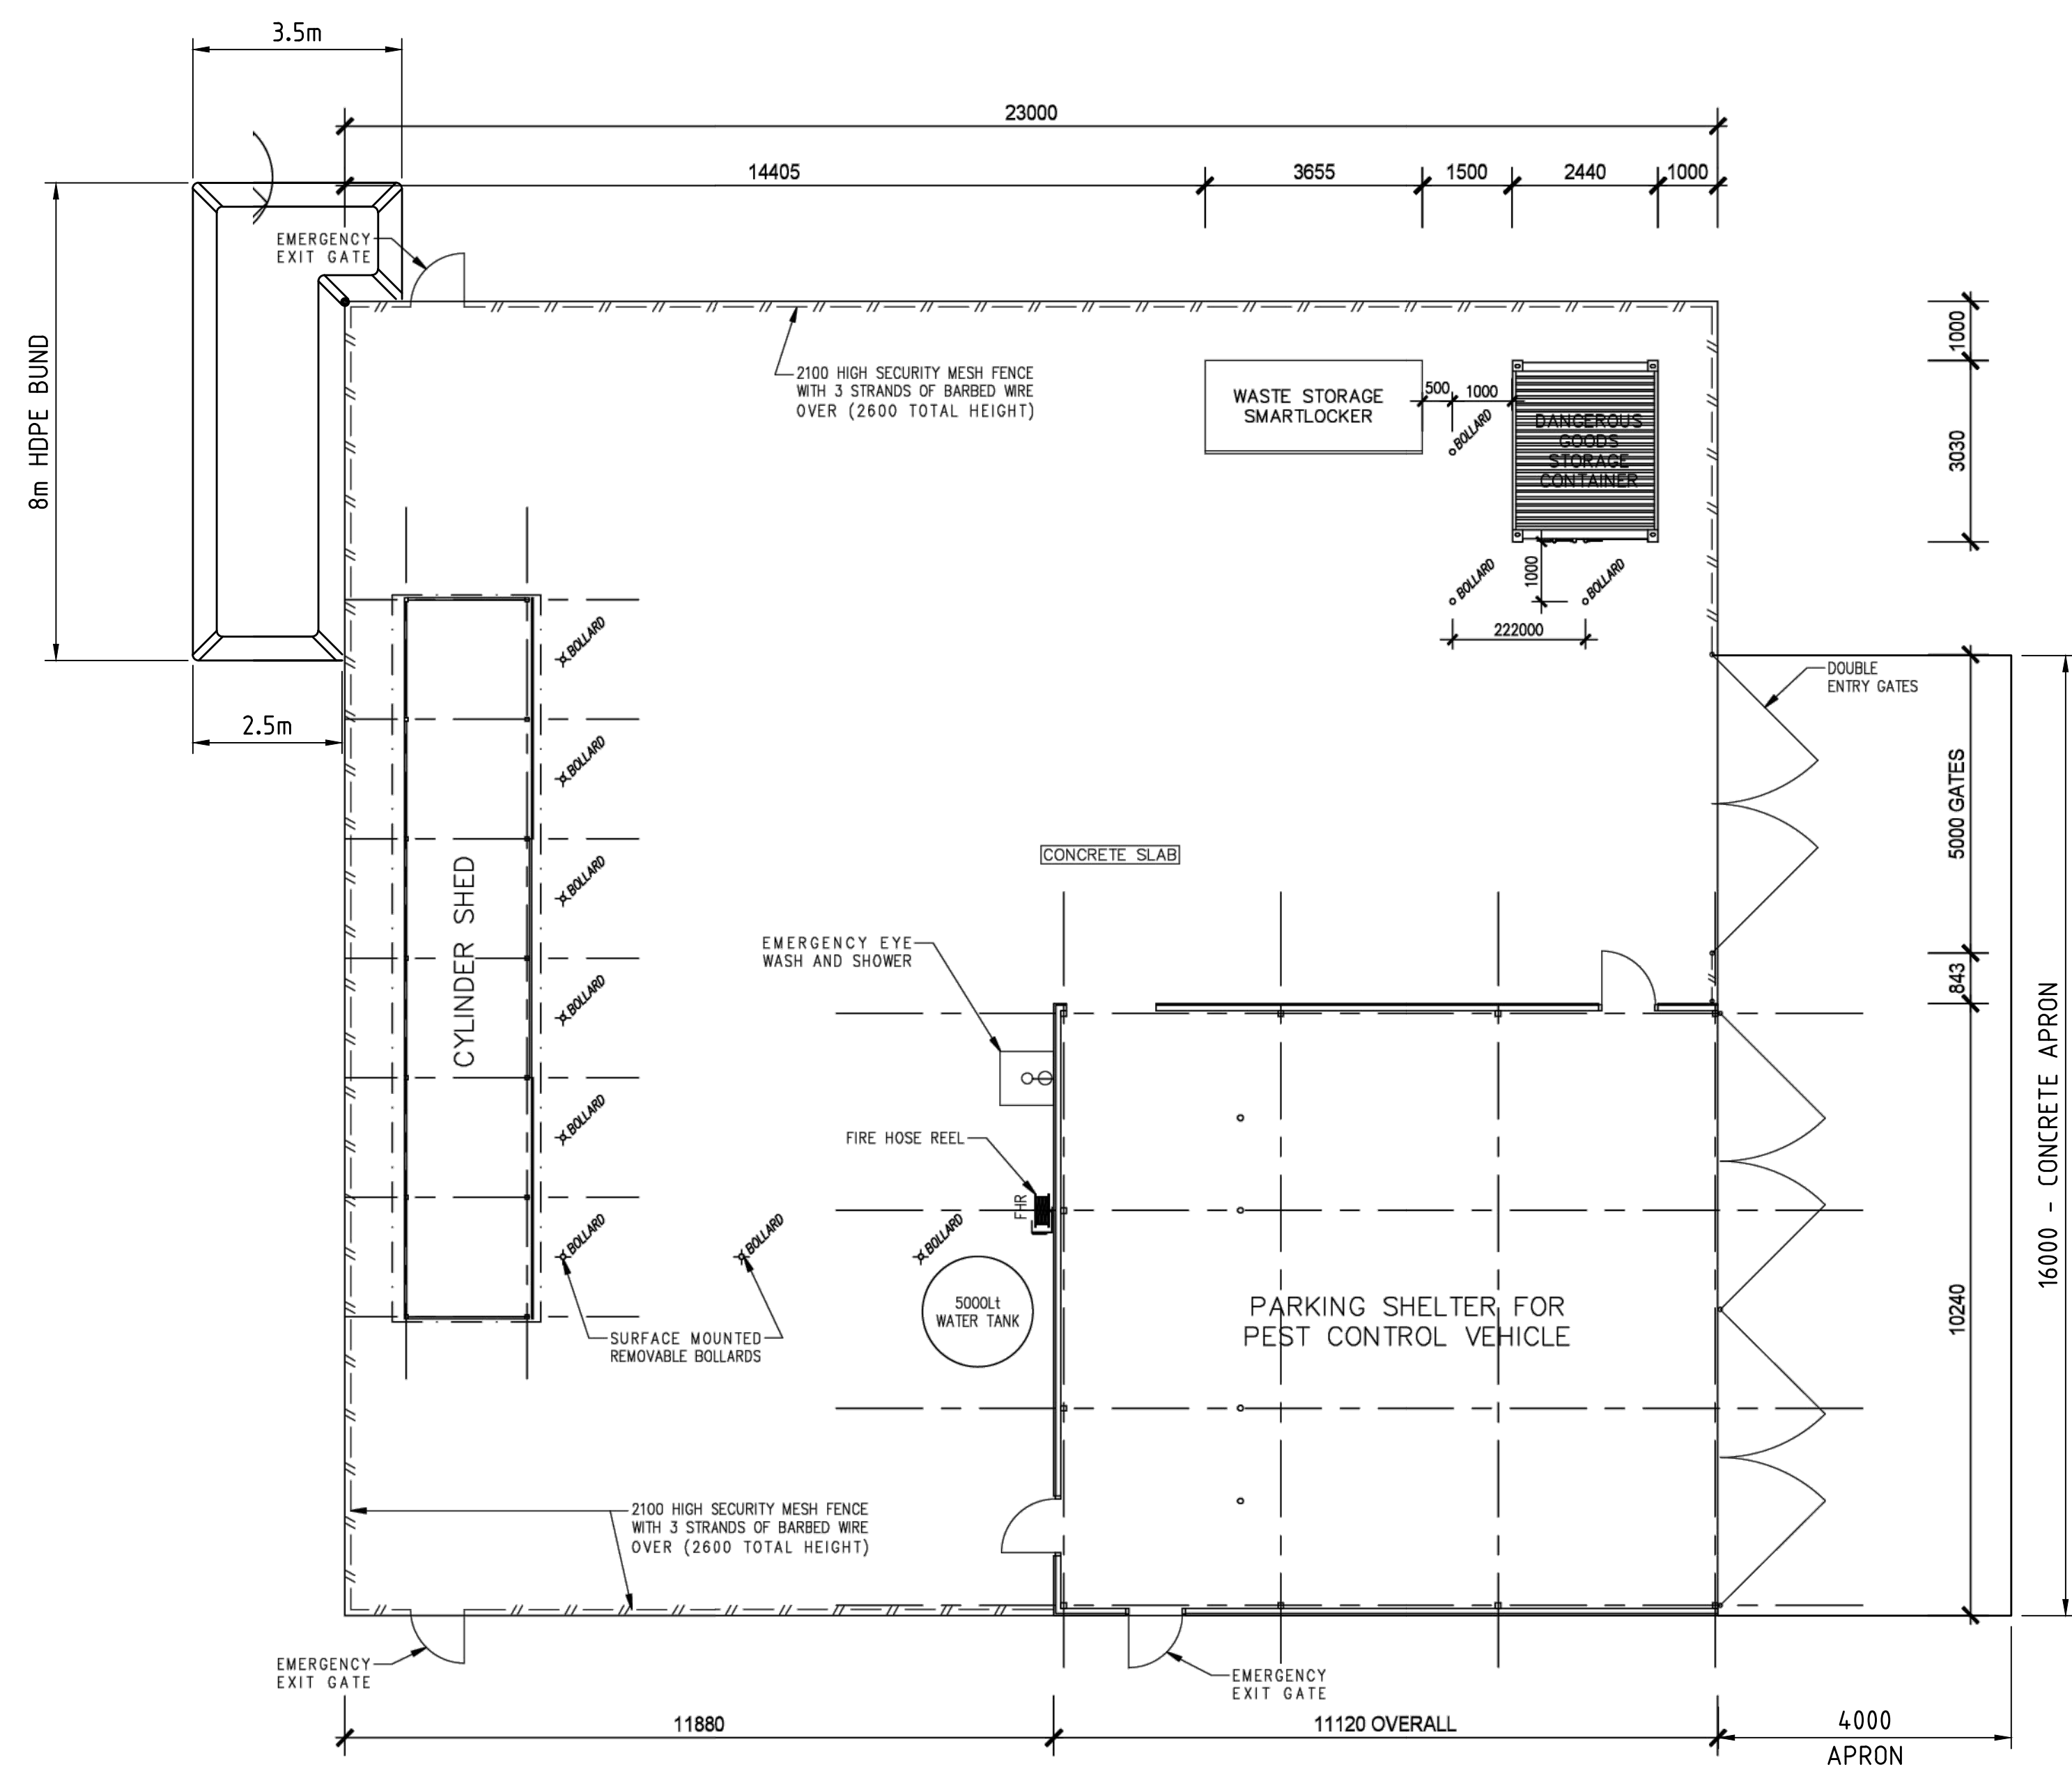 3.5m
23000
14405
3655
1500
2440
1000
EMERGENCY
EXIT GATE
8m HDPE BUND
2100 HIGH SECURITY MESH FENCE
WITH 3 STRANDS OF BARBED WIRE
OVER (2600 TOTAL HEIGHT)
WASTE STORAGE
SMARTLOCKER
500
1000
BOLLARD
DANGEROUS
GOODS
STORAGE
CONTAINER
1000
3030
BOLLARD
1000
BOLLARD
222000
2.5m
BOLLARD
BOLLARD
BOLLARD
BOLLARD
BOLLARD
BOLLARD
BOLLARD
BOLLARD
CYLINDER SHED
DOUBLE
ENTRY GATES
5000 GATES
843
10240
16000 - CONCRETE APRON
CONCRETE SLAB
EMERGENCY EYE
WASH AND SHOWER
FIRE HOSE REEL
FHR
5000Lt
WATER TANK
PARKING SHELTER FOR
PEST CONTROL VEHICLE
SURFACE MOUNTED
REMOVABLE BOLLARDS
2100 HIGH SECURITY MESH FENCE
WITH 3 STRANDS OF BARBED WIRE
OVER (2600 TOTAL HEIGHT)
EMERGENCY
EXIT GATE
EMERGENCY
EXIT GATE
11880
11120 OVERALL
4000
APRON